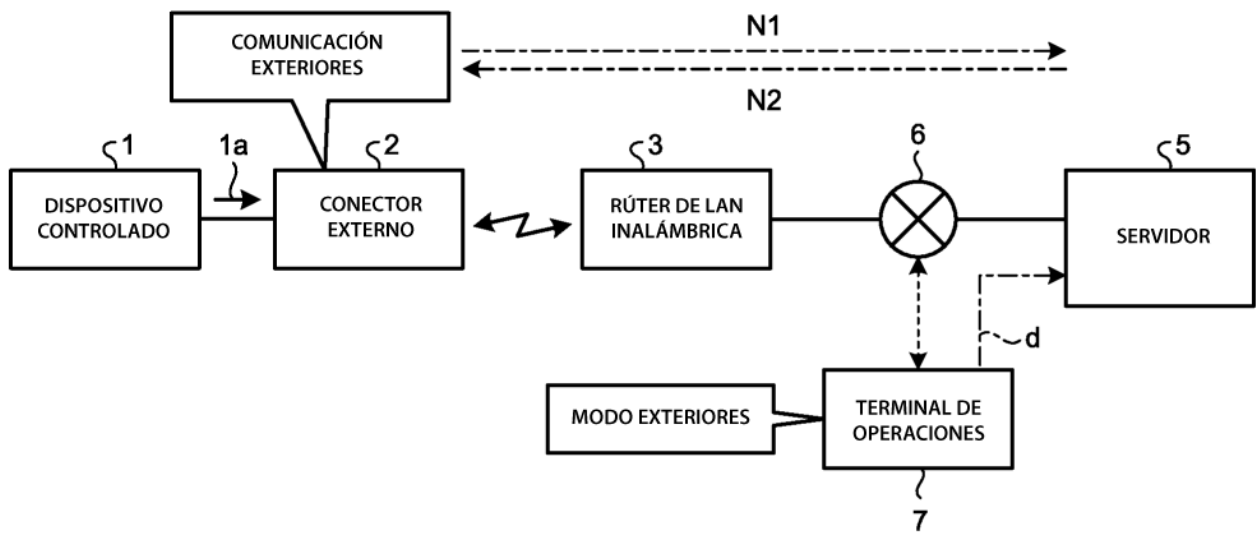 COMUNICACIÓN
EXTERIORES
N1
N2
1
1a
2
3
6
5
DISPOSITIVO
CONTROLADO
CONECTOR
EXTERNO
RÚTER DE LAN
INALÁMBRICA
SERVIDOR
d
MODO EXTERIORES
TERMINAL DE
OPERACIONES
7